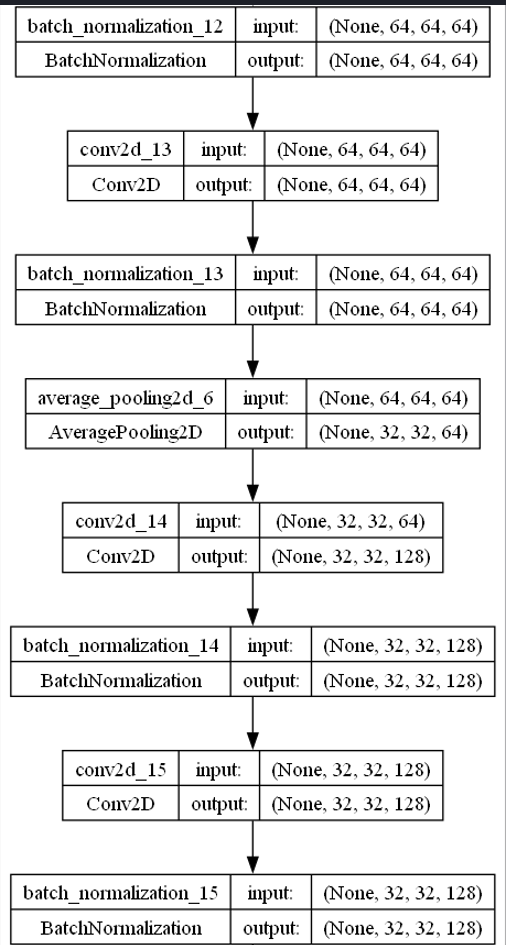 batch_normalization_12 input: (None, 64, 64, 64)
BatchNormalization output: (None, 64, 64, 64)
conv2d_13 input: (None, 64, 64, 64)
Conv2D output: (None, 64, 64, 64)
batch_normalization_13 input: (None, 64, 64, 64)
BatchNormalization output: (None, 64, 64, 64)
average_pooling2d_6 input: (None, 64, 64, 64)
AveragePooling2D output: (None, 32, 32, 64)
conv2d_14 input: (None, 32, 32, 64)
Conv2D output: (None, 32, 32, 128)
batch_normalization_14 input: (None, 32, 32, 128)
BatchNormalization output: (None, 32, 32, 128)
conv2d_15 input: (None, 32, 32, 128)
Conv2D output: (None, 32, 32, 128)
batch_normalization_15 input: (None, 32, 32, 128)
BatchNormalization output: (None, 32, 32, 128)